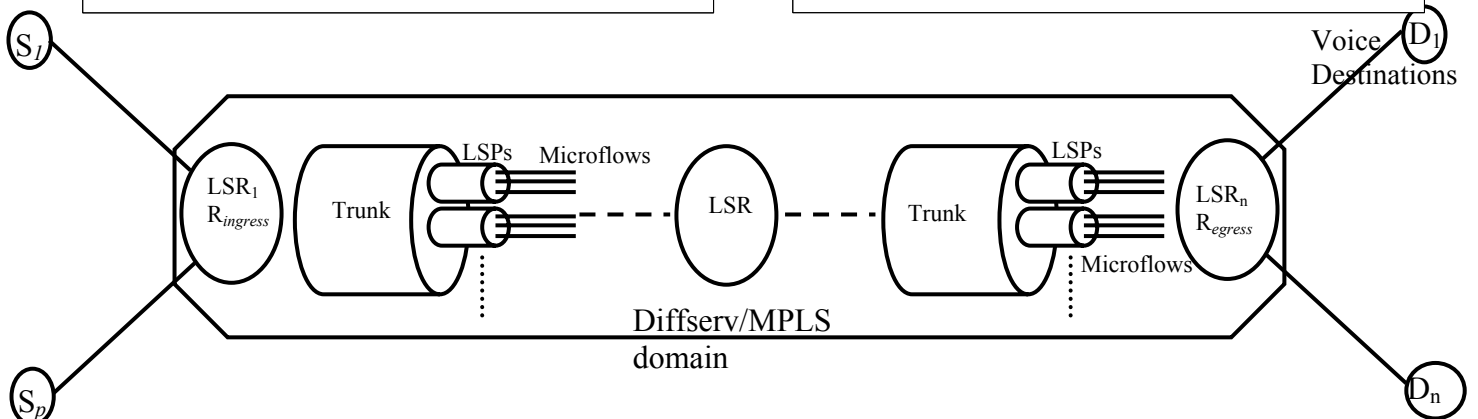 S1
D1
Voice
Destinations
LSPs
Microflows
LSPs
LSR1
Ringress
Trunk
LSR
Trunk
LSRn
Regress
Microflows
Diffserv/MPLS
domain
Sp
Dn